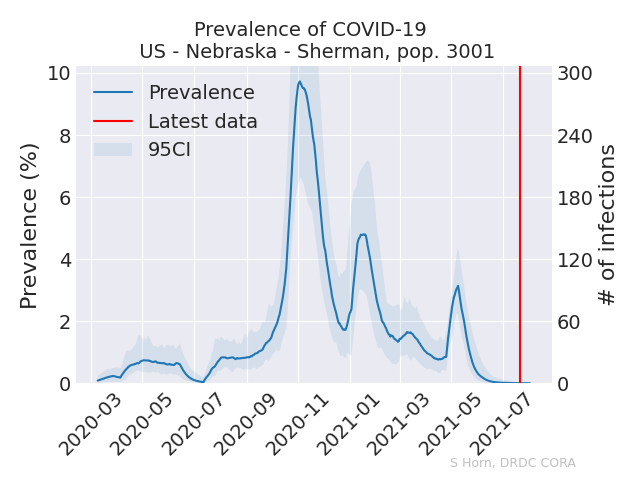 Prevalence of COVID-19
US - Nebraska - Sherman, pop. 3001
Prevalence
Latest data
95CI
Prevalence (%)
10
8
6
4
2
0
300
240
180
120
60
0
# of infections
2020-03
2020-05
2020-07
2020-09
2020-11
2021-01
2021-03
2021-05
2021-07
S Horn, DRDC CORA